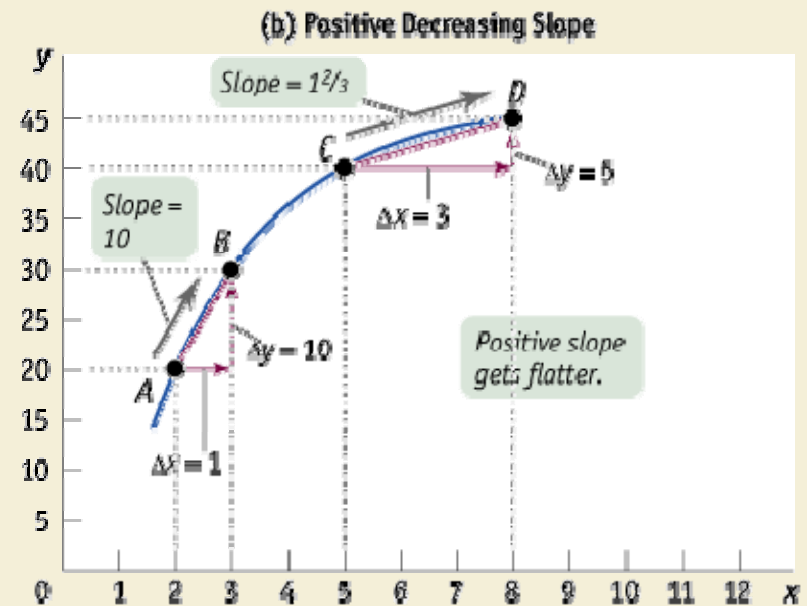 (b) Positive Decreasing Slope
y
Slope = 1²/₃
D
45
C
40
Δy = 5
Slope =
10
35
Δx = 3
B
30
25
Δy = 10
Positive slope
gets flatter.
20
A
15
Δx = 1
10
5
0 1 2 3 4 5 6 7 8 9 10 11 12 x